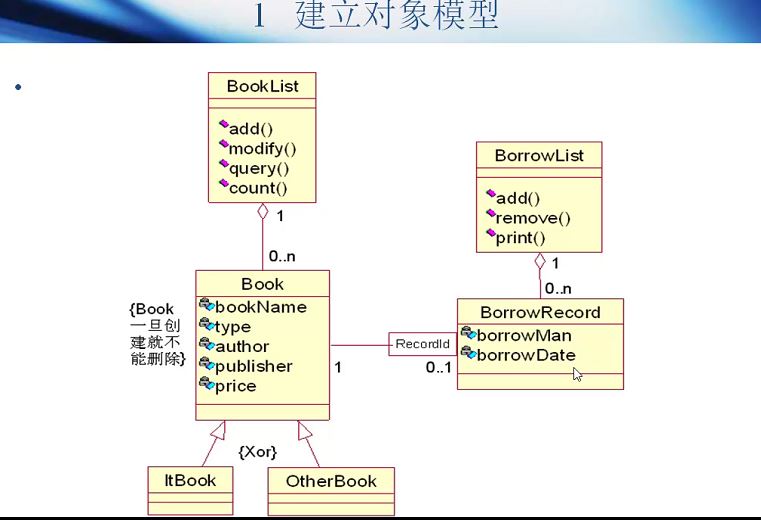 1 建立对象模型
BookList
add()
modify()
query()
count()
1
0..n
BorrowList
add()
remove()
print()
1
0..n
Book
bookName
type
author
publisher
price
{Book
一旦创
建就不
能删除}
1
RecordId
0..1
BorrowRecord
borrowMan
borrowDate
{Xor}
ItBook
OtherBook